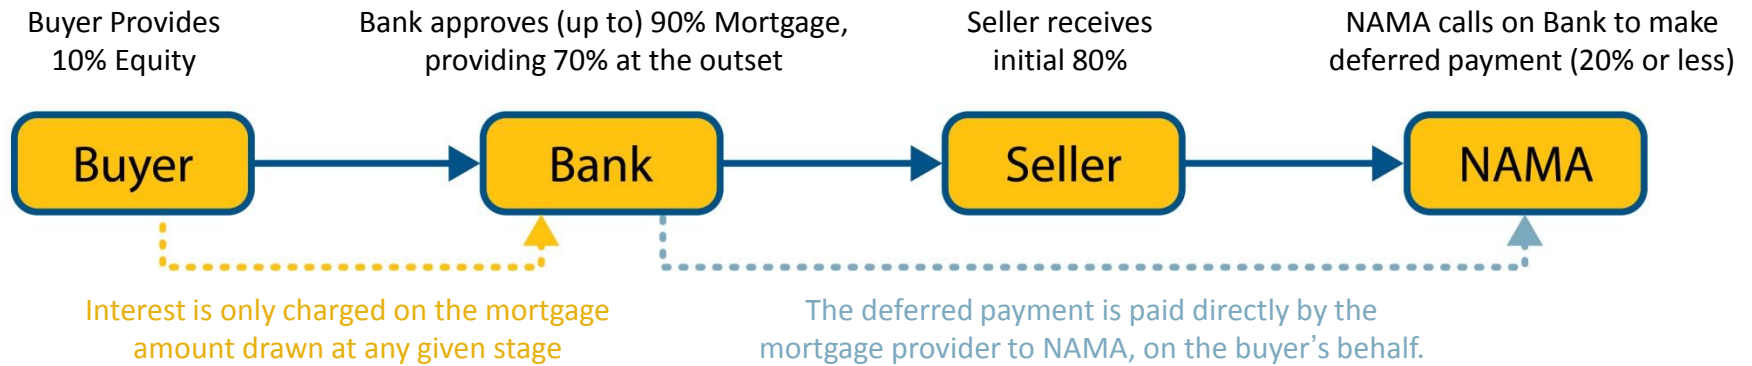 Buyer Provides
10% Equity
Bank approves (up to) 90% Mortgage,
providing 70% at the outset
Seller receives
initial 80%
NAMA calls on Bank to make
deferred payment (20% or less)
Buyer
Bank
Seller
NAMA
Interest is only charged on the mortgage
amount drawn at any given stage
The deferred payment is paid directly by the
mortgage provider to NAMA, on the buyer’s behalf.